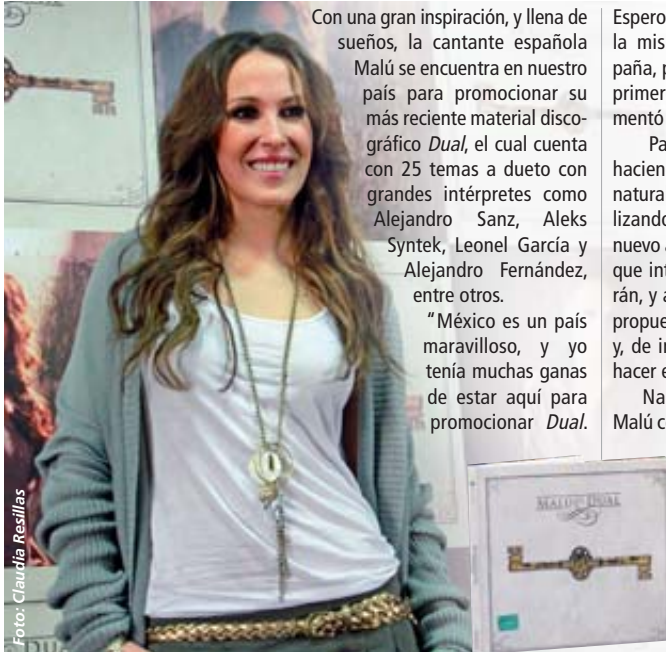 Con una gran inspiración, y llena de
sueños, la cantante española
Malú se encuentra en nuestro
país para promocionar su
más reciente material disco-
gráfico Dual, el cual cuenta
con 25 temas a dueto con
grandes intérpretes como
Alejandro Sanz, Aleks
Syntek, Leonel García y
Alejandro Fernández,
entre otros.
“México es un país
maravilloso, y yo
tenía muchas ganas
de estar aquí para
promocionar Dual.
Espero
la mis
paña, p
primer
mentó
Pa
hacien
natura
lizando
nuevo a
que int
rán, y a
propue
y, de in
hacer e
Na
Malú c
MALÚ DUAL
Foto: Claudia Resillas